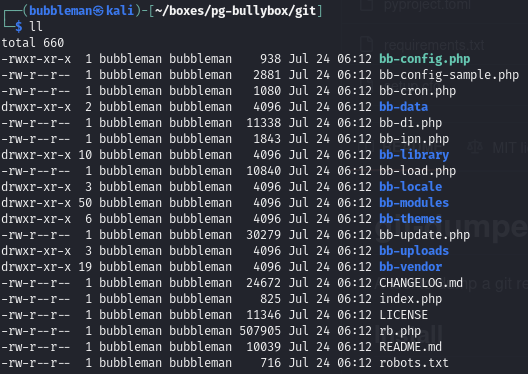 ┌──(bubbleman㉿kali)-[~/boxes/pg-bullybox/git]
└─$ ll
total 660
-rwxr-xr-x  1 bubbleman bubbleman    938 Jul 24 06:12 bb-config.php
-rw-r--r--  1 bubbleman bubbleman   2881 Jul 24 06:12 bb-config-sample.php
-rw-r--r--  1 bubbleman bubbleman   1080 Jul 24 06:12 bb-cron.php
drwxr-xr-x  2 bubbleman bubbleman   4096 Jul 24 06:12 bb-data
-rw-r--r--  1 bubbleman bubbleman  11338 Jul 24 06:12 bb-di.php
-rw-r--r--  1 bubbleman bubbleman   1843 Jul 24 06:12 bb-ipn.php
drwxr-xr-x 10 bubbleman bubbleman   4096 Jul 24 06:12 bb-library
-rw-r--r--  1 bubbleman bubbleman  10840 Jul 24 06:12 bb-load.php
drwxr-xr-x  3 bubbleman bubbleman   4096 Jul 24 06:12 bb-locale
drwxr-xr-x 50 bubbleman bubbleman   4096 Jul 24 06:12 bb-modules
drwxr-xr-x  6 bubbleman bubbleman   4096 Jul 24 06:12 bb-themes
-rw-r--r--  1 bubbleman bubbleman  30279 Jul 24 06:12 bb-update.php
drwxr-xr-x  3 bubbleman bubbleman   4096 Jul 24 06:12 bb-uploads
drwxr-xr-x 19 bubbleman bubbleman   4096 Jul 24 06:12 bb-vendor
-rw-r--r--  1 bubbleman bubbleman  24672 Jul 24 06:12 CHANGELOG.md
-rw-r--r--  1 bubbleman bubbleman    825 Jul 24 06:12 index.php
-rw-r--r--  1 bubbleman bubbleman  11346 Jul 24 06:12 LICENSE
-rw-r--r--  1 bubbleman bubbleman 507905 Jul 24 06:12 rb.php
-rw-r--r--  1 bubbleman bubbleman  10039 Jul 24 06:12 README.md
-rw-r--r--  1 bubbleman bubbleman    716 Jul 24 06:12 robots.txt
pyproject.toml
requirements.txt